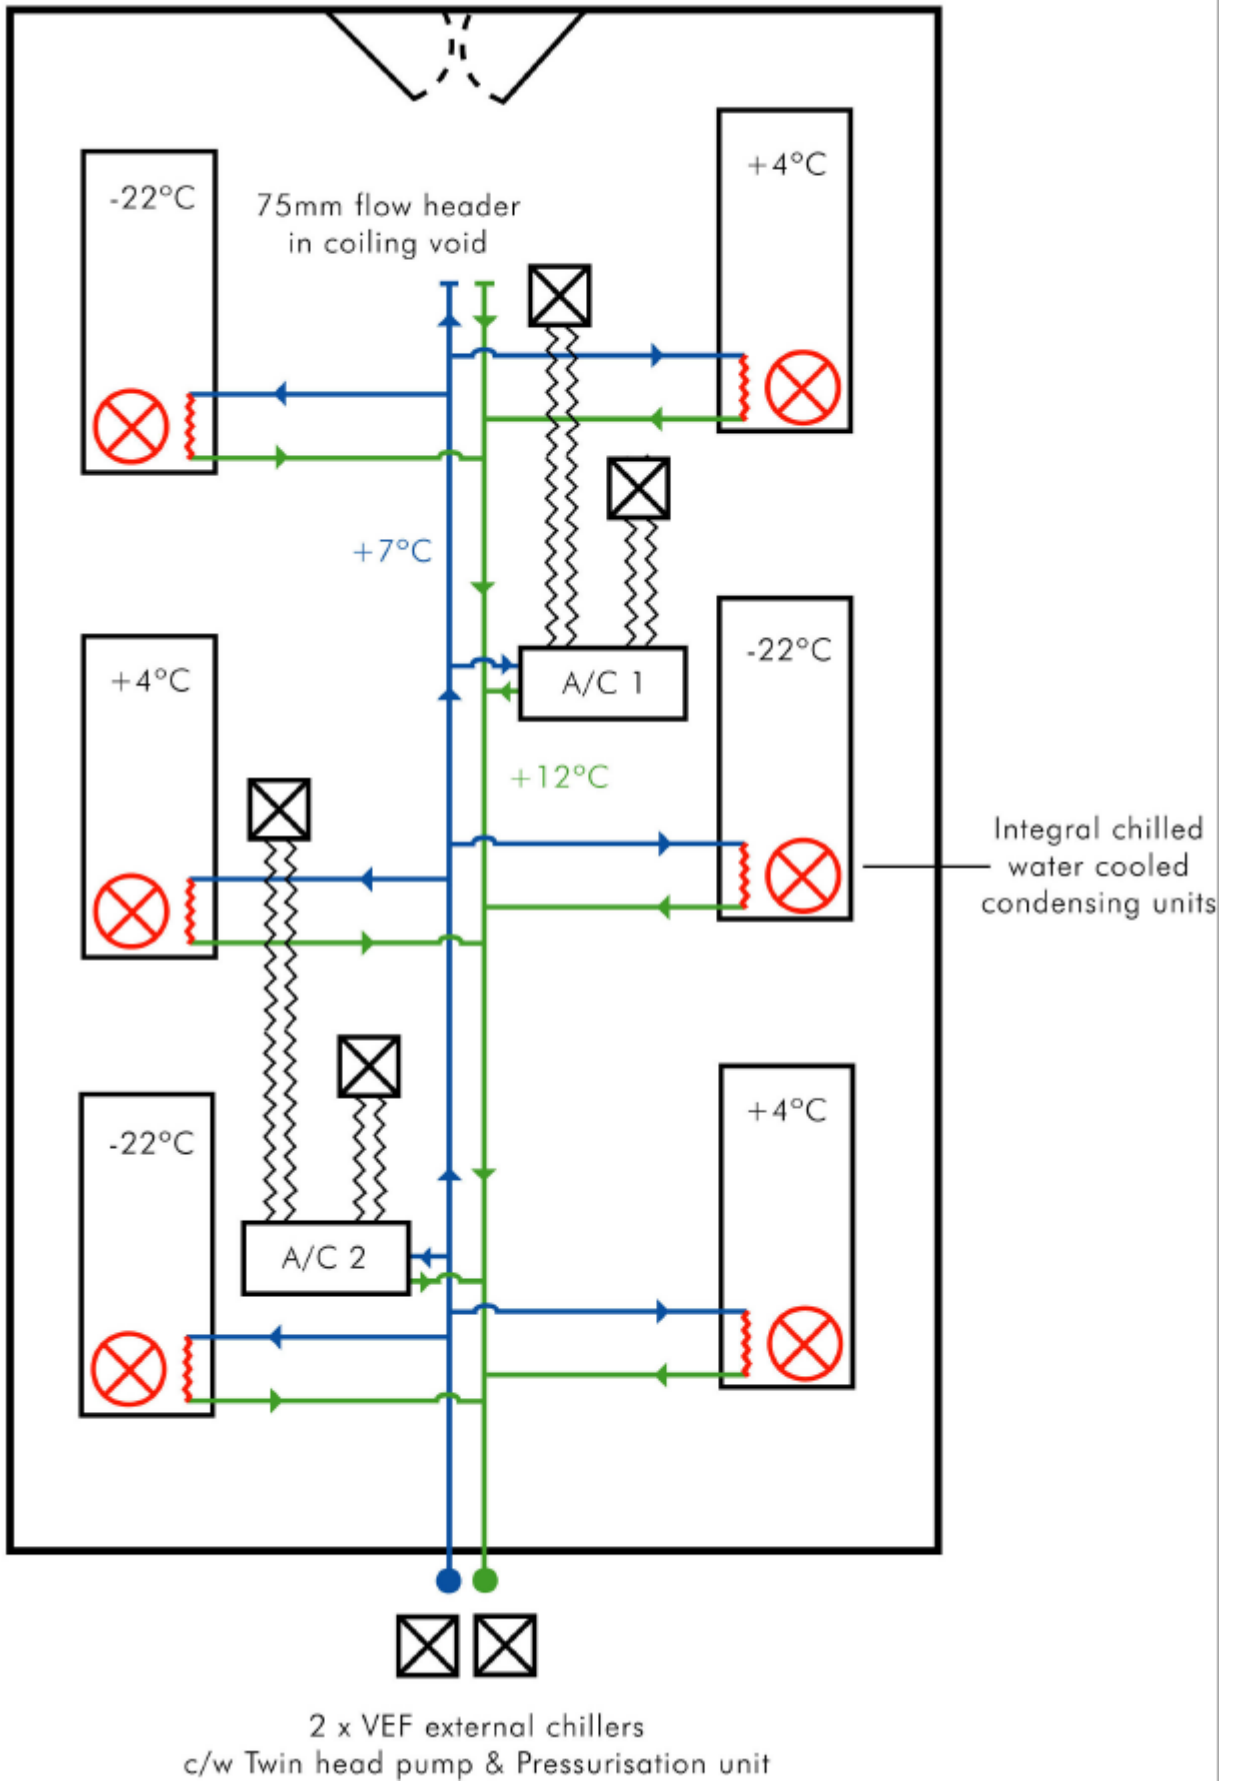 +4°C
-22°C
75mm flow header
in coiling void
+7°C
-22°C
+4°C
A/C 1
+12°C
Integral chilled
water cooled
condensing units
+4°C
-22°C
A/C 2
2 x VEF external chillers
c/w Twin head pump & Pressurisation unit